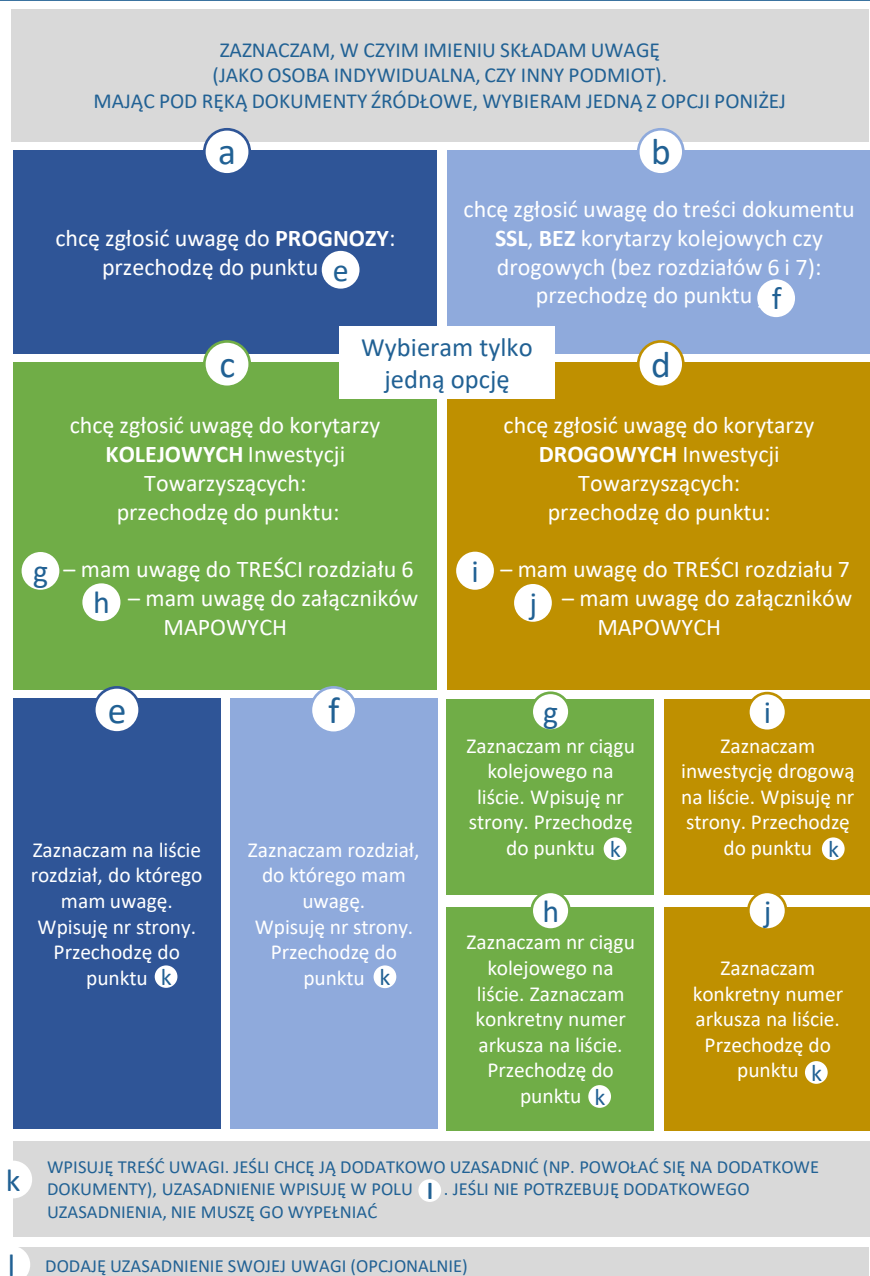 ZAZNACZAM, W CZYIM IMIENIU SKŁADAM UWAGĘ
(JAKO OSOBA INDYWIDUALNA, CZY INNY PODMIOT).
MAJĄC POD RĘKĄ DOKUMENTY ŹRÓDŁOWE, WYBIERAM JEDNĄ Z OPCJI PONIŻEJ
a
chcę zgłosić uwagę do PROGNOZY:
przechodzę do punktu e
b
chcę zgłosić uwagę do treści dokumentu
SSL, BEZ korytarzy kolejowych czy
drogowych (bez rozdziałów 6 i 7):
przechodzę do punktu f
Wybieram tylko
jedną opcję
c
chcę zgłosić uwagę do korytarzy
KOLEJOWYCH Inwestycji
Towarzyszących:
przechodzę do punktu:
g – mam uwagę do TREŚCI rozdziału 6
h – mam uwagę do załączników
MAPOWYCH
d
chcę zgłosić uwagę do korytarzy
DROGOWYCH Inwestycji
Towarzyszących:
przechodzę do punktu:
i – mam uwagę do TREŚCI rozdziału 7
j – mam uwagę do załączników
MAPOWYCH
e
Zaznaczam na liście
rozdział, do którego
mam uwagę.
Wpisuję nr strony.
Przechodzę do
punktu k
f
Zaznaczam rozdział,
do którego mam
uwagę.
Wpisuję nr strony.
Przechodzę do
punktu k
g
Zaznaczam nr ciągu
kolejowego na
liście. Wpisuję nr
strony. Przechodzę
do punktu k
i
Zaznaczam
inwestycję drogową
na liście. Wpisuję nr
strony. Przechodzę
do punktu k
h
Zaznaczam nr ciągu
kolejowego na
liście. Zaznaczam
konkretny numer
arkusza na liście.
Przechodzę do
punktu k
j
Zaznaczam
konkretny numer
arkusza na liście.
Przechodzę do
punktu k
k
WPISUJĘ TREŚĆ UWAGI. JEŚLI CHCĘ JĄ DODATKOWO UZASADNIĆ (NP. POWOŁAĆ SIĘ NA DODATKOWE
DOKUMENTY), UZASADNIENIE WPISUJĘ W POLU l . JEŚLI NIE POTRZEBUJĘ DODATKOWEGO
UZASADNIENIA, NIE MUSZĘ GO WYPEŁNIAĆ
l
DODAJĘ UZASADNIENIE SWOJEJ UWAGI (OPCJONALNIE)